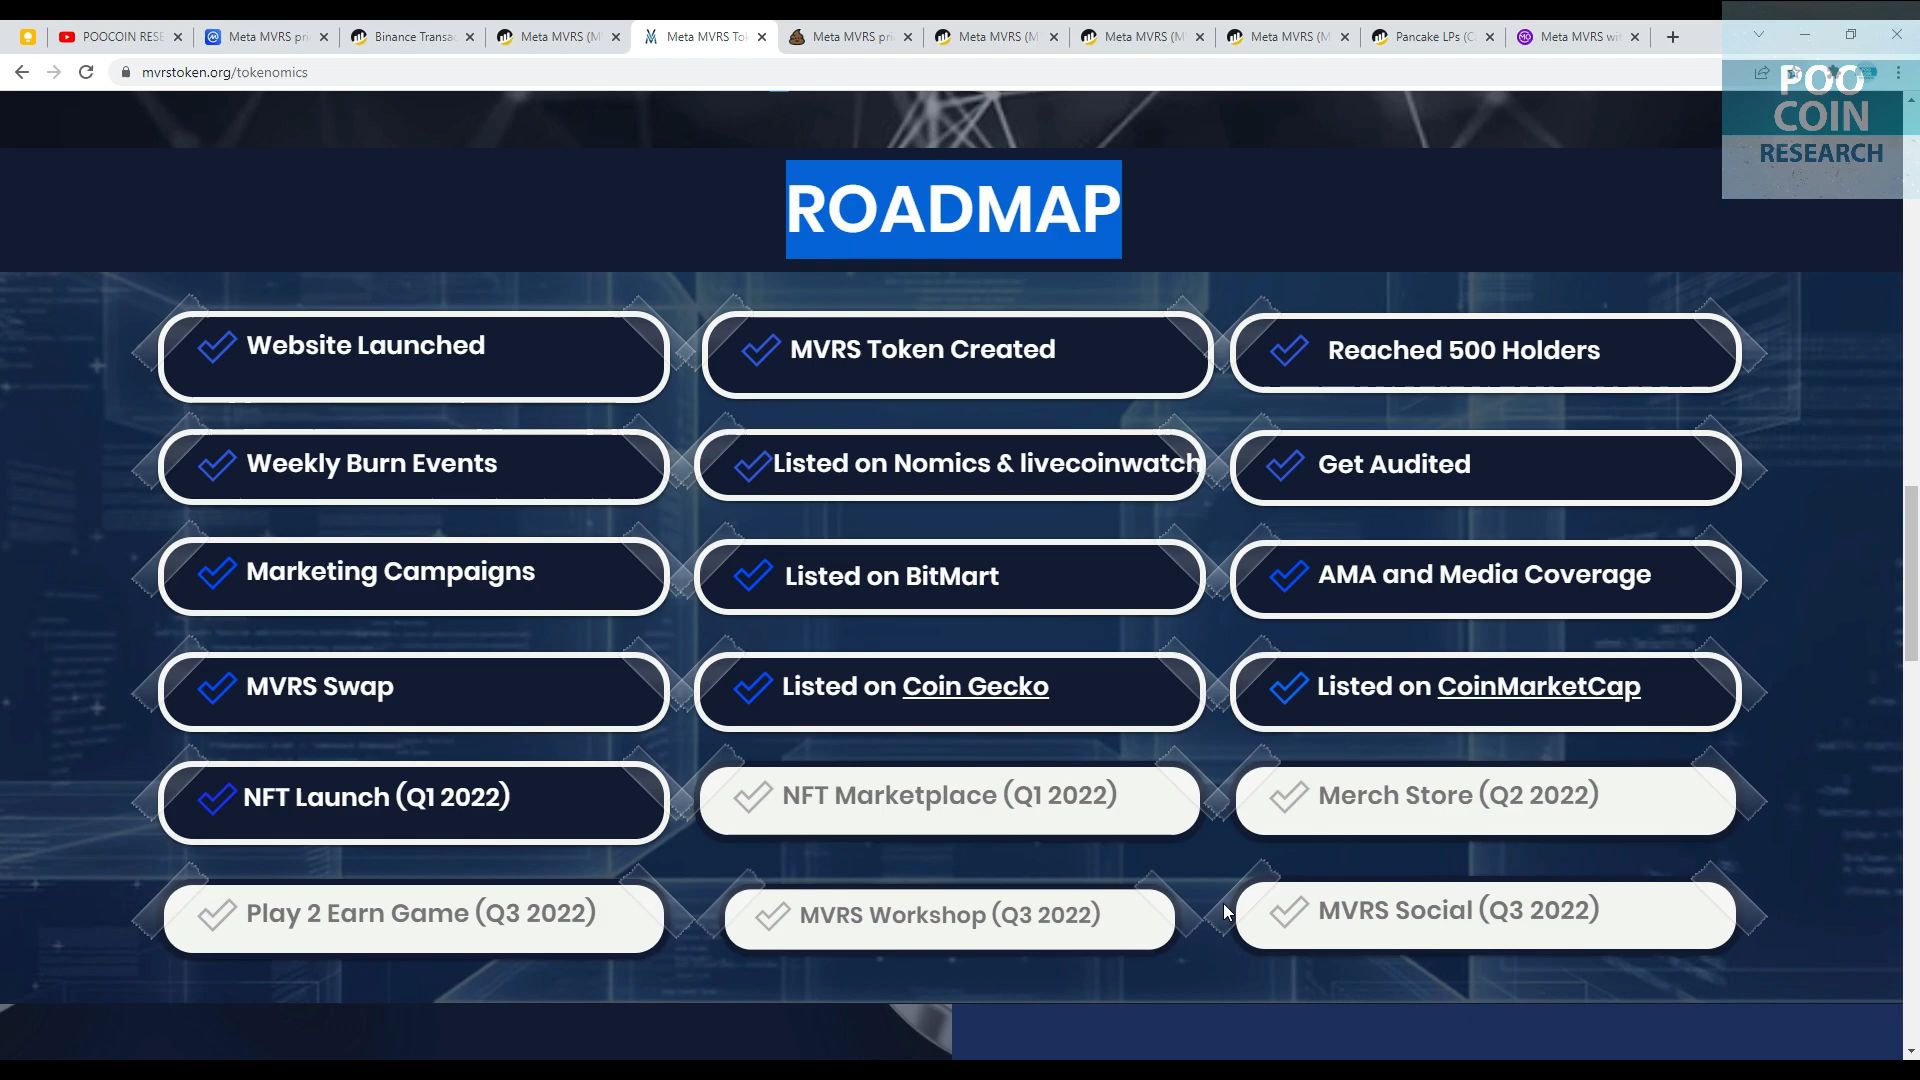 POOCOIN RESE
Meta MVRS pri
Binance Transac
Meta MVRS (M
Meta MVRS To
Meta MVRS pri
Meta MVRS (M
Meta MVRS (M
Meta MVRS (M
Pancake LPs (C
Meta MVRS wi
mvrstoken.org/tokenomics
POO
COIN
RESEARCH
ROADMAP
Website Launched
MVRS Token Created
Reached 500 Holders
Weekly Burn Events
Listed on Nomics & livecoinwatch
Get Audited
Marketing Campaigns
Listed on BitMart
AMA and Media Coverage
MVRS Swap
Listed on Coin Gecko
Listed on CoinMarketCap
NFT Launch (Q1 2022)
NFT Marketplace (Q1 2022)
Merch Store (Q2 2022)
Play 2 Earn Game (Q3 2022)
MVRS Workshop (Q3 2022)
MVRS Social (Q3 2022)